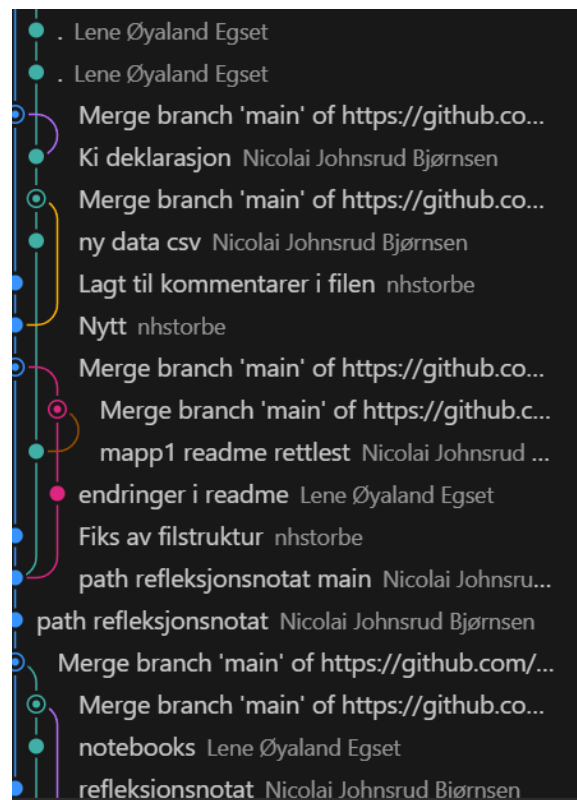 . Lene Øyaland Egset
. Lene Øyaland Egset
Merge branch 'main' of https://github.co...
Ki deklarasjon Nicolai Johnsrud Bjørnsen
Merge branch 'main' of https://github.co...
ny data csv Nicolai Johnsrud Bjørnsen
Lagt til kommentarer i filen nhstorbe
Nytt nhstorbe
Merge branch 'main' of https://github.co...
Merge branch 'main' of https://github.c...
mapp1 readme rettlest Nicolai Johnsrud ...
endringer i readme Lene Øyaland Egset
Fiks av filstruktur nhstorbe
path refleksjonsnotat main Nicolai Johnsru...
path refleksjonsnotat Nicolai Johnsrud Bjørnsen
Merge branch 'main' of https://github.com/...
Merge branch 'main' of https://github.co...
notebooks Lene Øyaland Egset
refleksjonsnotat Nicolai Johnsrud Bjørnsen